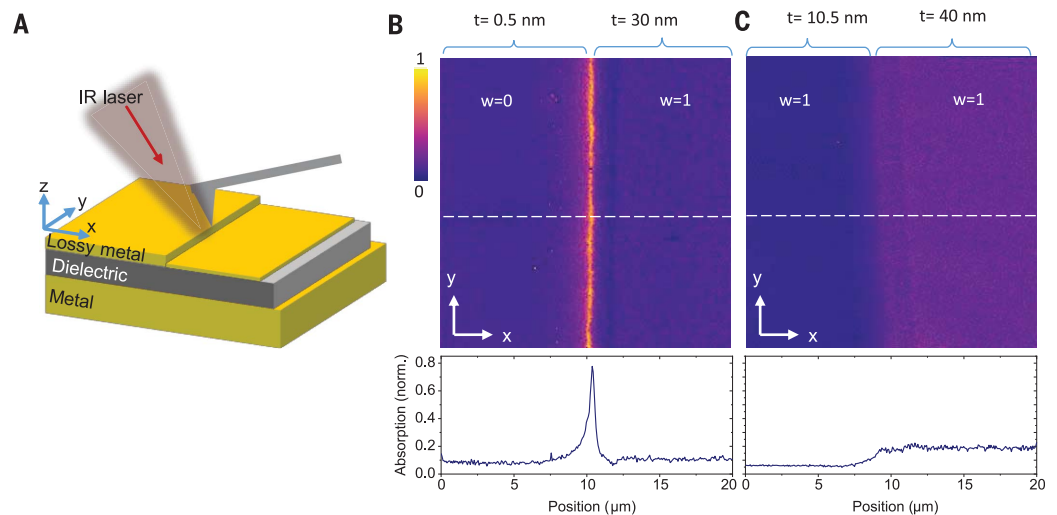 A
IR laser
z
y
x
Lossy metal
Dielectric
Metal
B
t= 0.5 nm
t= 30 nm
1
0
w=0
w=1
y
x
Absorption (norm.)
0.8
0.6
0.4
0.2
0.0
0
5
10
15
20
Position (µm)
C
t= 10.5 nm
t= 40 nm
w=1
w=1
y
x
0
5
10
15
20
Position (µm)